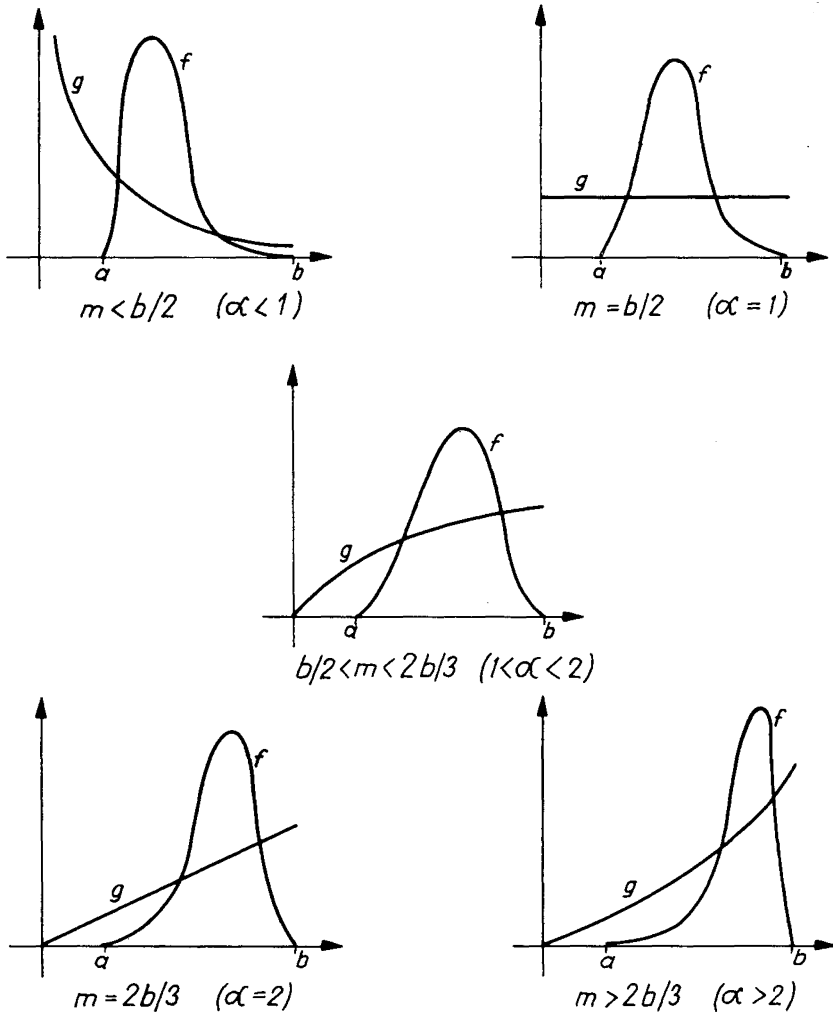 g f
a b
m < b/2 (α < 1)
g f
a b
m = b/2 (α = 1)
g f
a b
b/2 < m < 2b/3 (1 < α < 2)
g f
a b
m = 2b/3 (α = 2)
g f
a b
m > 2b/3 (α > 2)